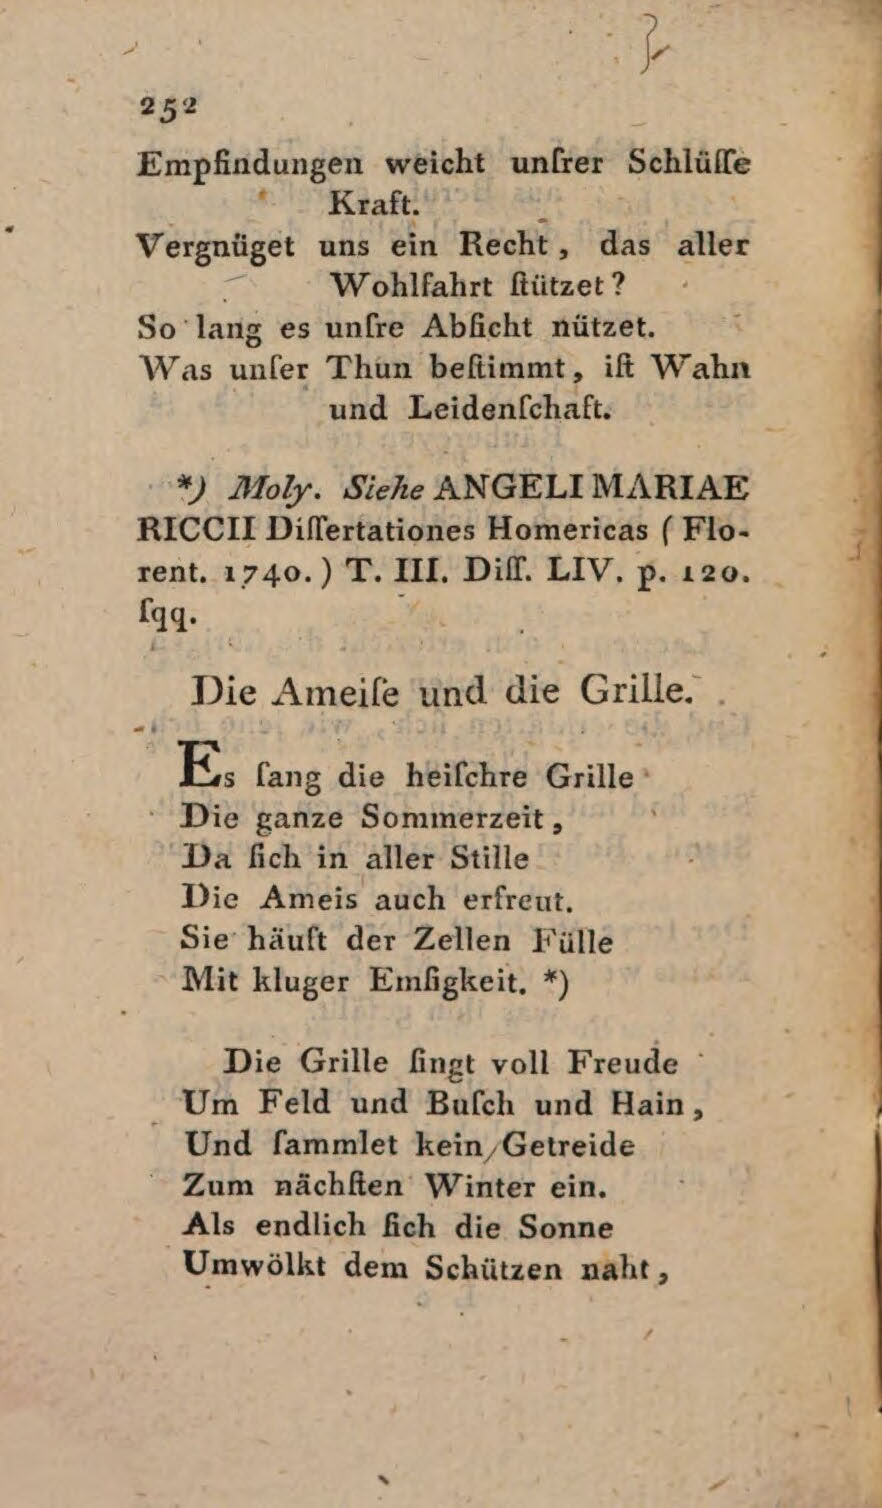 252
Empfindungen weicht unſrer Schlüſſe
Kraft.
Vergnüget uns ein Recht, das aller
Wohlfahrt ſtützet?
So lang es unſre Abſicht nützet.
Was unſer Thun beſtimmt, iſt Wahn
und Leidenſchaft.
*) Moly. Siehe ANGELI MARIAE
RICCII Diſſertationes Homericas (Flo-
rent. 1740.) T. III. Diſſ. LIV. p. 120.
ſqq.
Die Ameiſe und die Grille.
Es ſang die heiſchre Grille
Die ganze Sommerzeit,
Da ſich in aller Stille
Die Ameis auch erfreut.
Sie häuft der Zellen Fülle
Mit kluger Emſigkeit. *)
Die Grille ſingt voll Freude
Um Feld und Buſch und Hain,
Und ſammlet kein Getreide
Zum nächſten Winter ein.
Als endlich ſich die Sonne
Umwölkt dem Schützen naht,